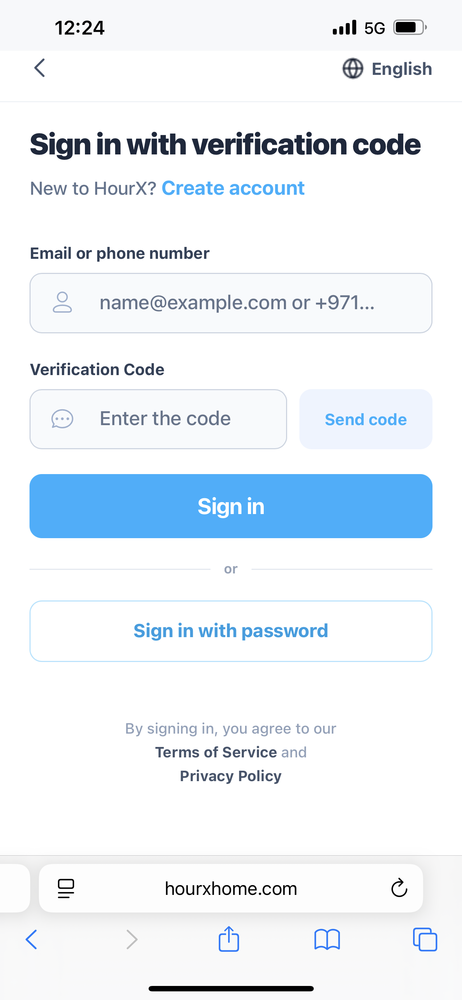 12:24
5G
English
Sign in with verification code
New to HourX? Create account
Email or phone number
name@example.com or +971...
Verification Code
Enter the code
Send code
Sign in
or
Sign in with password
By signing in, you agree to our
Terms of Service and
Privacy Policy
hourxhome.com